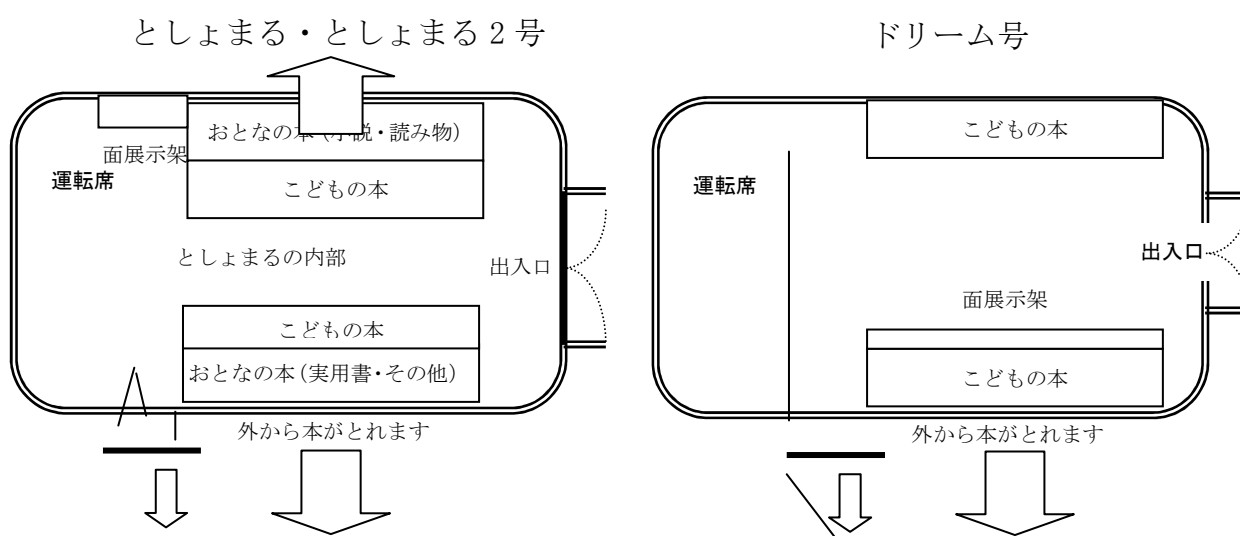 としょまる・としょまる２号
おとなの本（小説・読み物）
面展示架
運転席
こどもの本
としょまるの内部
出入口
こどもの本
おとなの本（実用書・その他）
外から本がとれます
ドリーム号
こどもの本
運転席
出入口
面展示架
こどもの本
外から本がとれます